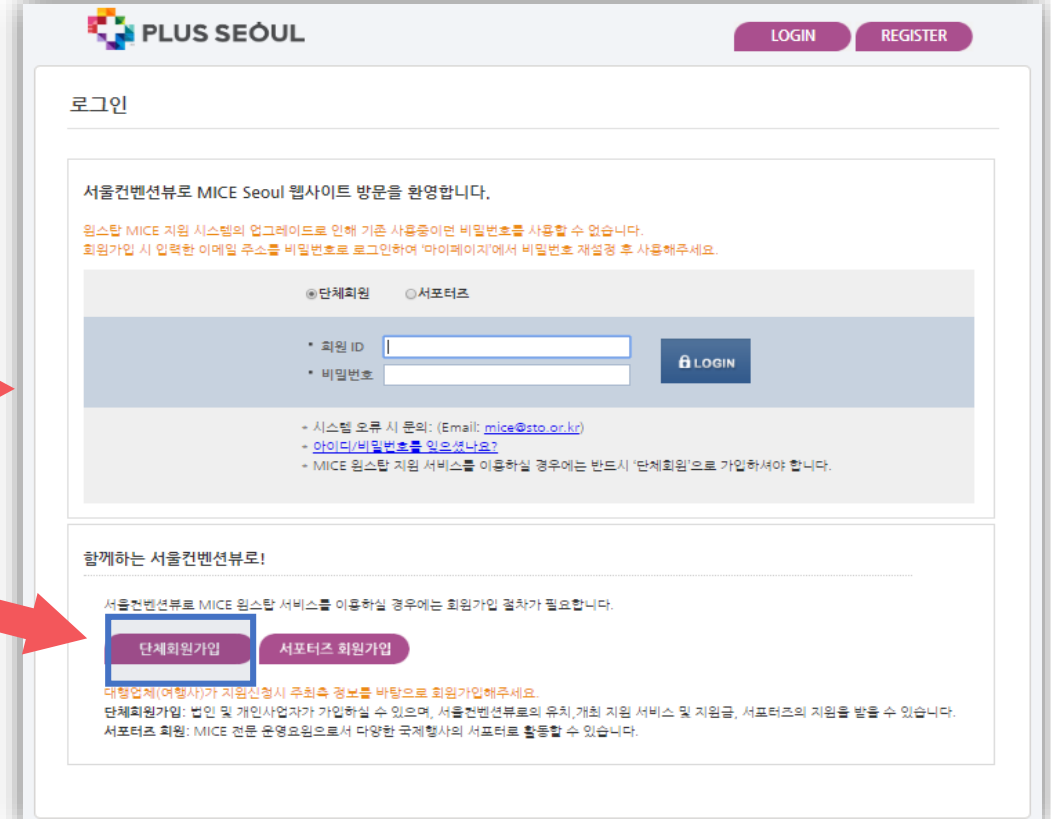 PLUS SEOUL
LOGIN
REGISTER
로그인
서울컨벤션뷰로 MICE Seoul 웹사이트 방문을 환영합니다.
원스탑 MICE 지원 시스템의 업그레이드로 인해 기존 사용중이던 비밀번호를 사용할 수 없습니다.
회원가입 시 입력한 이메일 주소를 비밀번호로 로그인하여 '마이페이지'에서 비밀번호 재설정 후 사용해주세요.
단체회원 서포터즈
회원 ID
LOGIN
비밀번호
시스템 오류 시 문의: (Email: mice@sto.or.kr)
아이디/비밀번호를 잊으셨나요?
MICE 원스탑 지원 서비스를 이용하실 경우에는 반드시 '단체회원'으로 가입하셔야 합니다.
함께하는 서울컨벤션뷰로!
서울컨벤션뷰로 MICE 원스탑 서비스를 이용하실 경우에는 회원가입 절차가 필요합니다.
단체회원가입
서포터즈 회원가입
대행업체(여행사)가 지원신청시 주최측 정보를 바탕으로 회원가입해주세요.
단체회원가입: 법인 및 개인사업자가 가입하실 수 있으며, 서울컨벤션뷰로의 유치,개최 지원 서비스 및 지원금, 서포터즈의 지원을 받을 수 있습니다.
서포터즈 회원: MICE 전문 운영요원으로서 다양한 국제행사의 서포터로 활동할 수 있습니다.